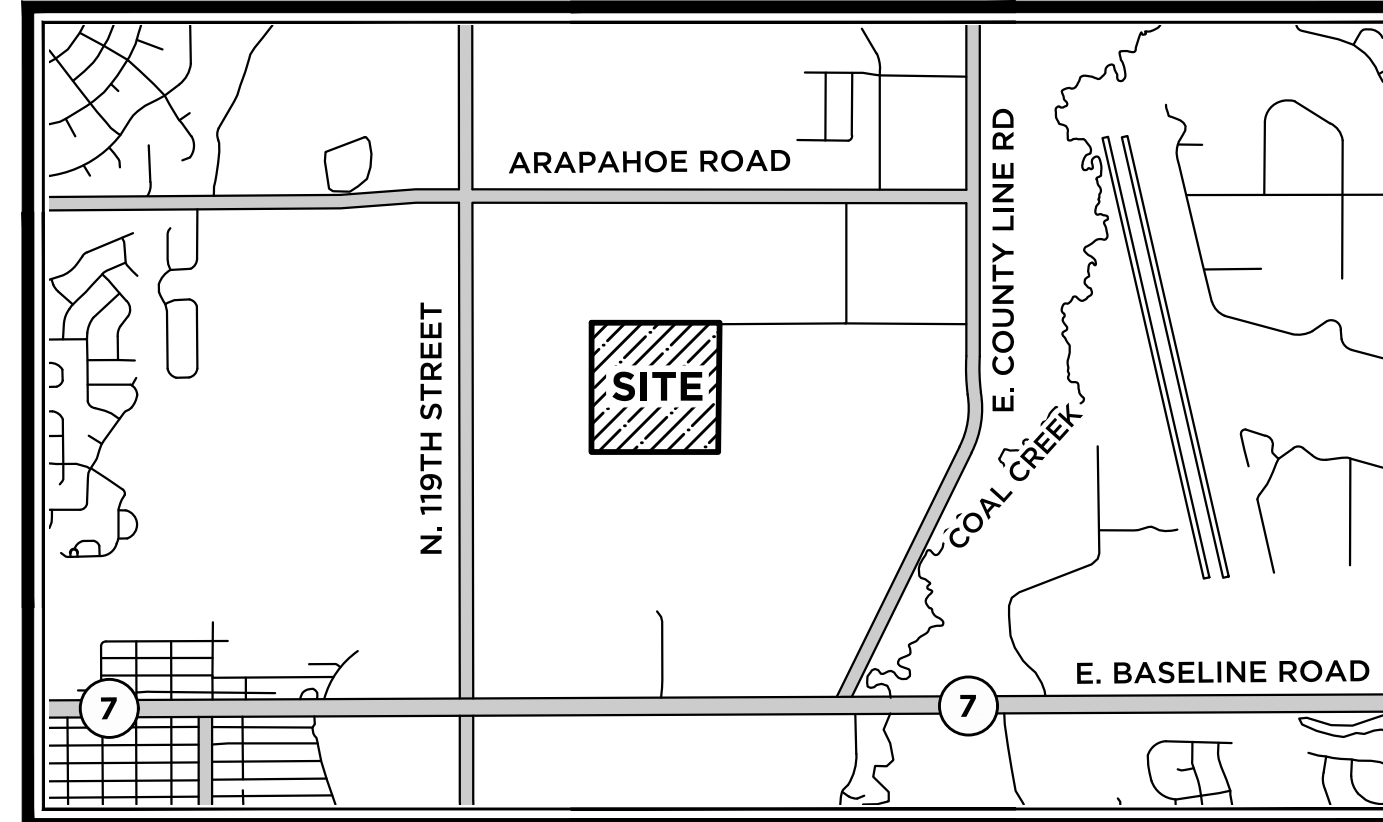 ARAPAHOE ROAD
E. COUNTY LINE RD
N. 119TH STREET
SITE
COAL CREEK
E. BASELINE ROAD
7
7